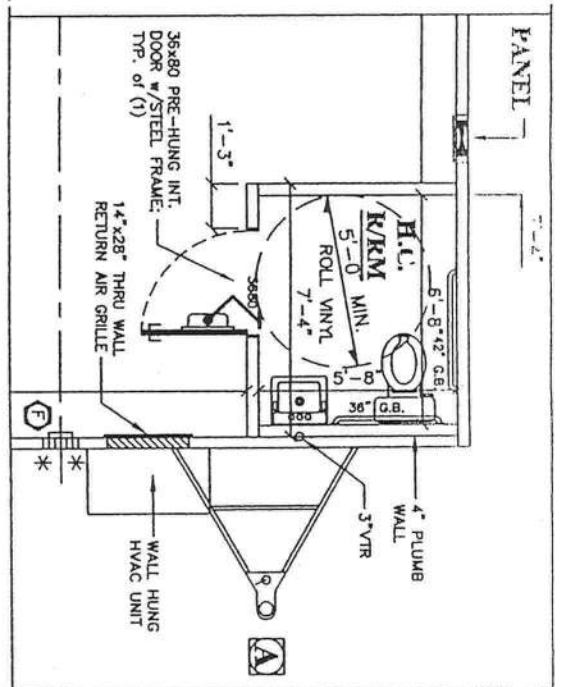 PANEL
36x80 PRE-HUNG INT.
DOOR w/STEEL FRAME;
TYP. of (1)
1'-3"
14"x28" THRU WALL
RETURN AIR GRILLE
H.C.
R/RM
5'-0" MIN.
ROLL VINYL
7'-4"
3680
6'-8"
42" G.B.
5'-8"
36" G.B.
4" PLUMB
WALL
3"VTR
WALL HUNG
HVAC UNIT
F
*
*
A